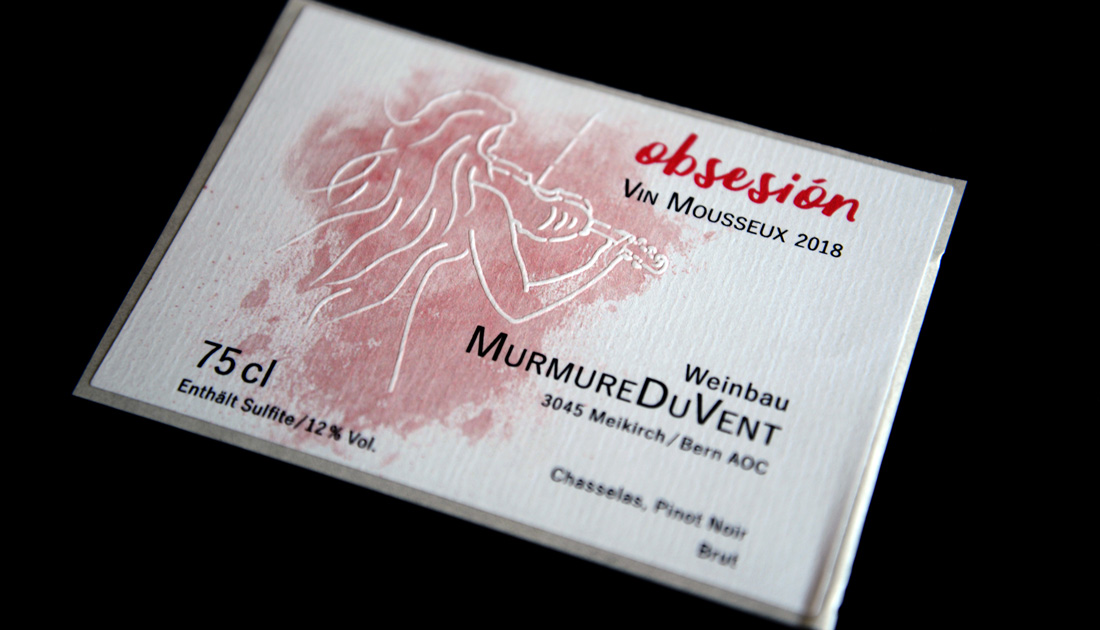 obsesión
Vin Mousseux 2018
75 cl
Enthält Sulfite/12 % Vol.
Weinbau
MurmureDuVent
3045 Meikirch/Bern AOC
Chasselas, Pinot Noir
Brut